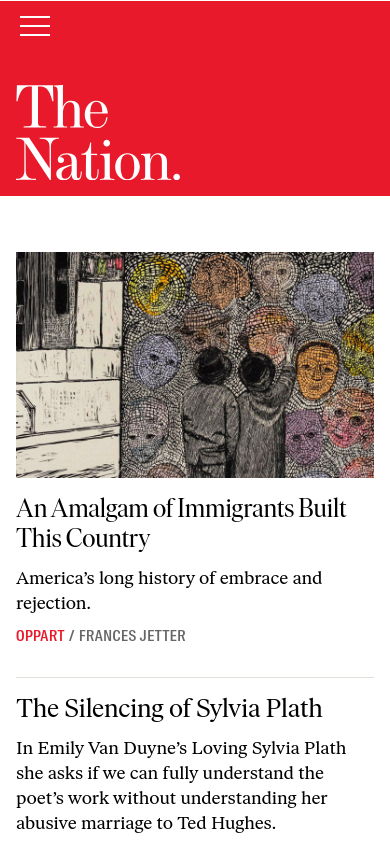 The
Nation.
An Amalgam of Immigrants Built
This Country
America’s long history of embrace and
rejection.
OPPART / FRANCES JETTER
The Silencing of Sylvia Plath
In Emily Van Duyne’s Loving Sylvia Plath
she asks if we can fully understand the
poet’s work without understanding her
abusive marriage to Ted Hughes.